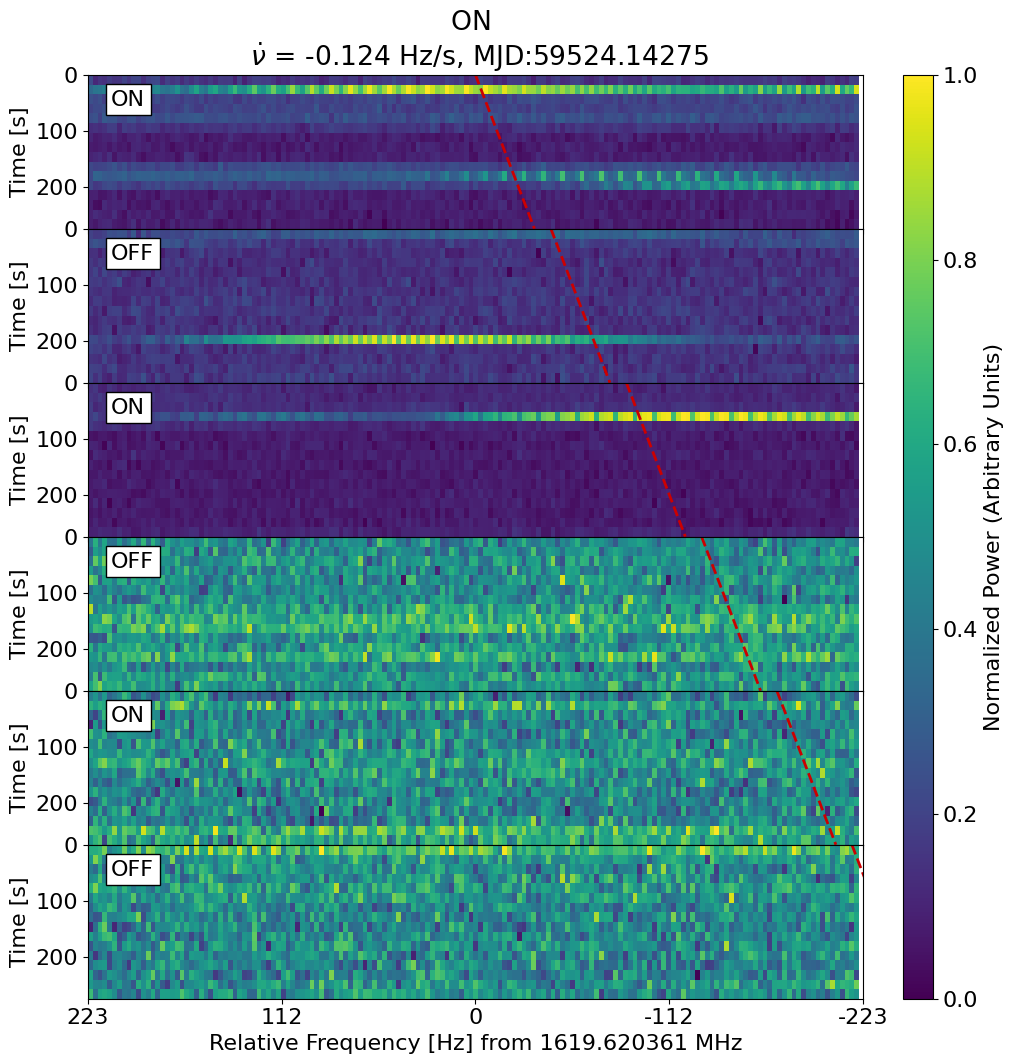 ON
ν̇ = -0.124 Hz/s, MJD:59524.14275
0
100
200
Time [s]
ON
0
100
200
Time [s]
OFF
0
100
200
Time [s]
ON
0
100
200
Time [s]
OFF
0
100
200
Time [s]
ON
0
100
200
Time [s]
OFF
223 112 0 -112 -223
Relative Frequency [Hz] from 1619.620361 MHz
1.0
0.8
0.6
0.4
0.2
0.0
Normalized Power (Arbitrary Units)